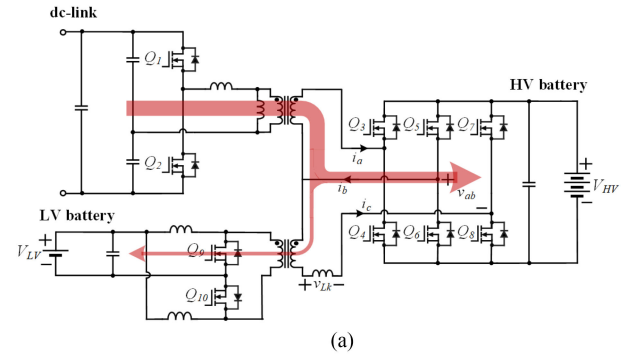 dc-link
Q1
Q2
HV battery
Q3
Q5
Q7
ia
ib
+
vab
ic
−
Q4
Q6
Q8
+
VHV
−
LV battery
+
VLV
−
Q9
Q10
+
vLk
−
(a)